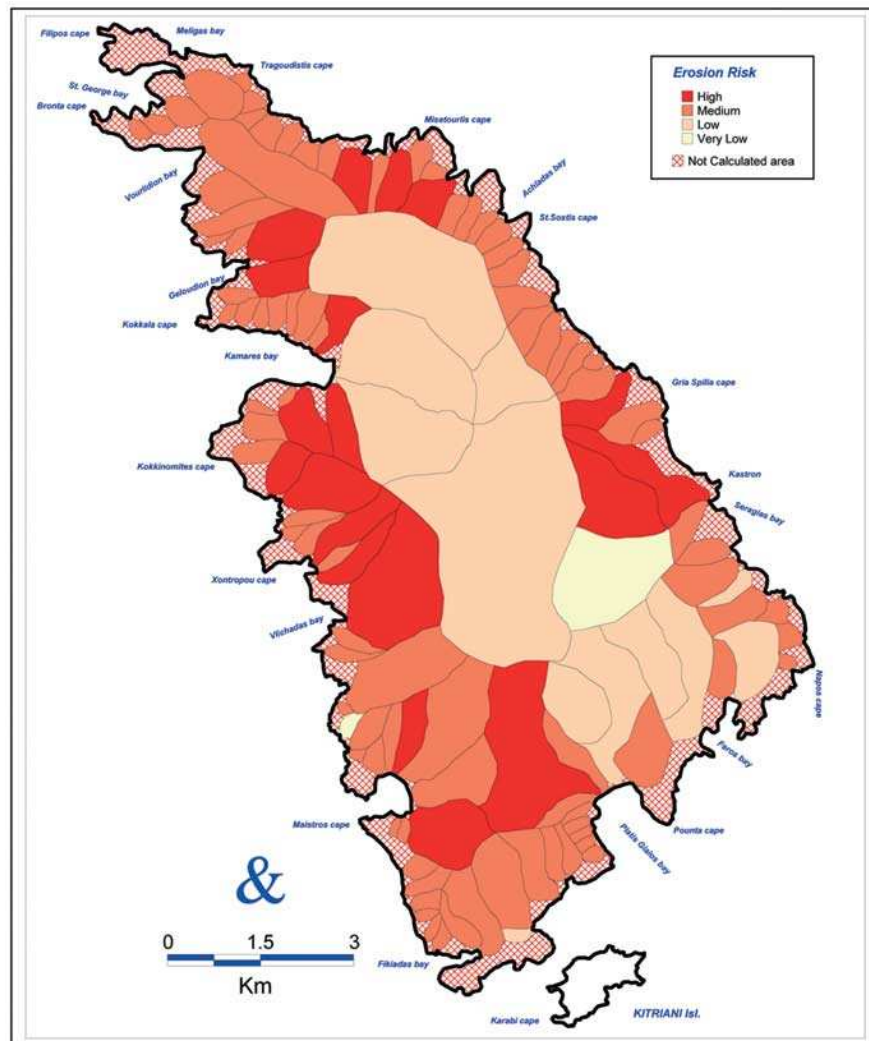 Filipos cape
Meligas bay
Tragoudistis cape
St. George bay
Bronta cape
Misetourlis cape
Vourlidion bay
Achladas bay
St.Sostis cape
Geloudion bay
Kokkala cape
Kamares bay
Gria Spilia cape
Kokkinomites cape
Kastron
Seragias bay
Xontropou cape
Vlichadas bay
Napos cape
Faros bay
Maistros cape
Pounta cape
Platis Gialos bay
Fikiadas bay
Karabi cape
KITRIANI Isl.
Erosion Risk
High
Medium
Low
Very Low
Not Calculated area
&
0 1.5 3
Km